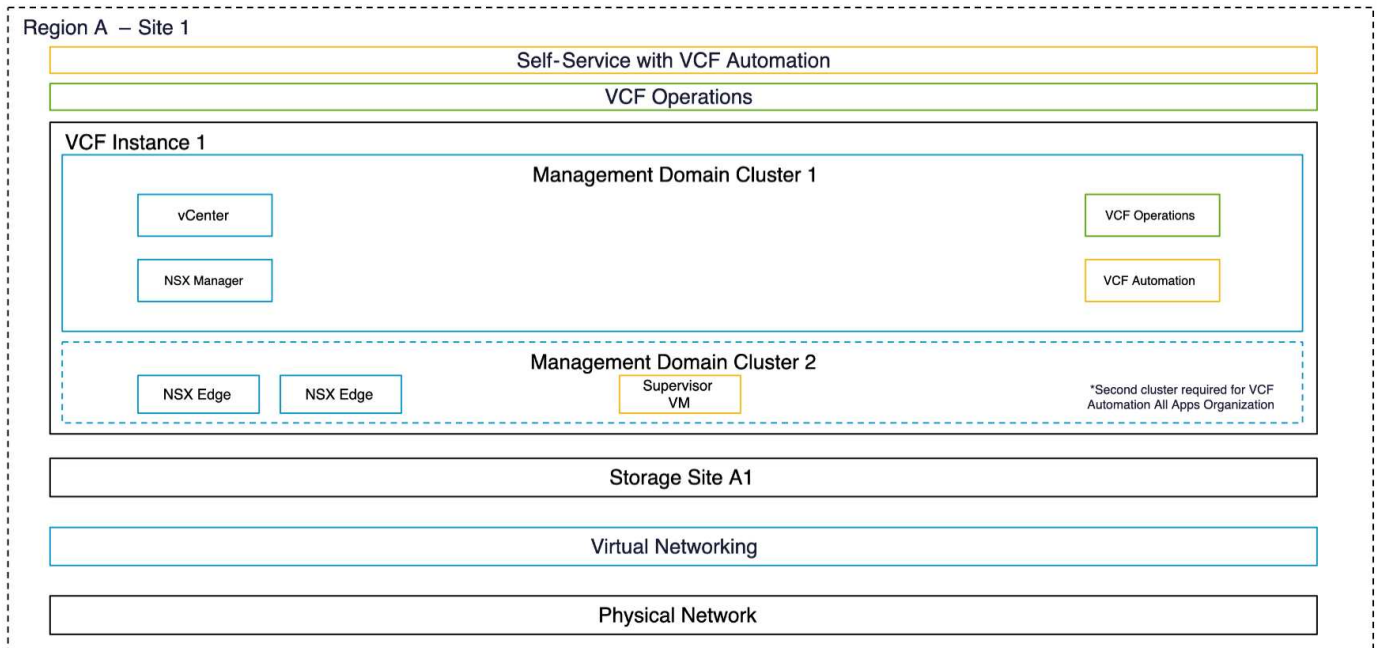 Region A – Site 1
Self-Service with VCF Automation
VCF Operations
VCF Instance 1
Management Domain Cluster 1
vCenter
VCF Operations
NSX Manager
VCF Automation
Management Domain Cluster 2
NSX Edge
NSX Edge
Supervisor
VM
*Second cluster required for VCF
Automation All Apps Organization
Storage Site A1
Virtual Networking
Physical Network